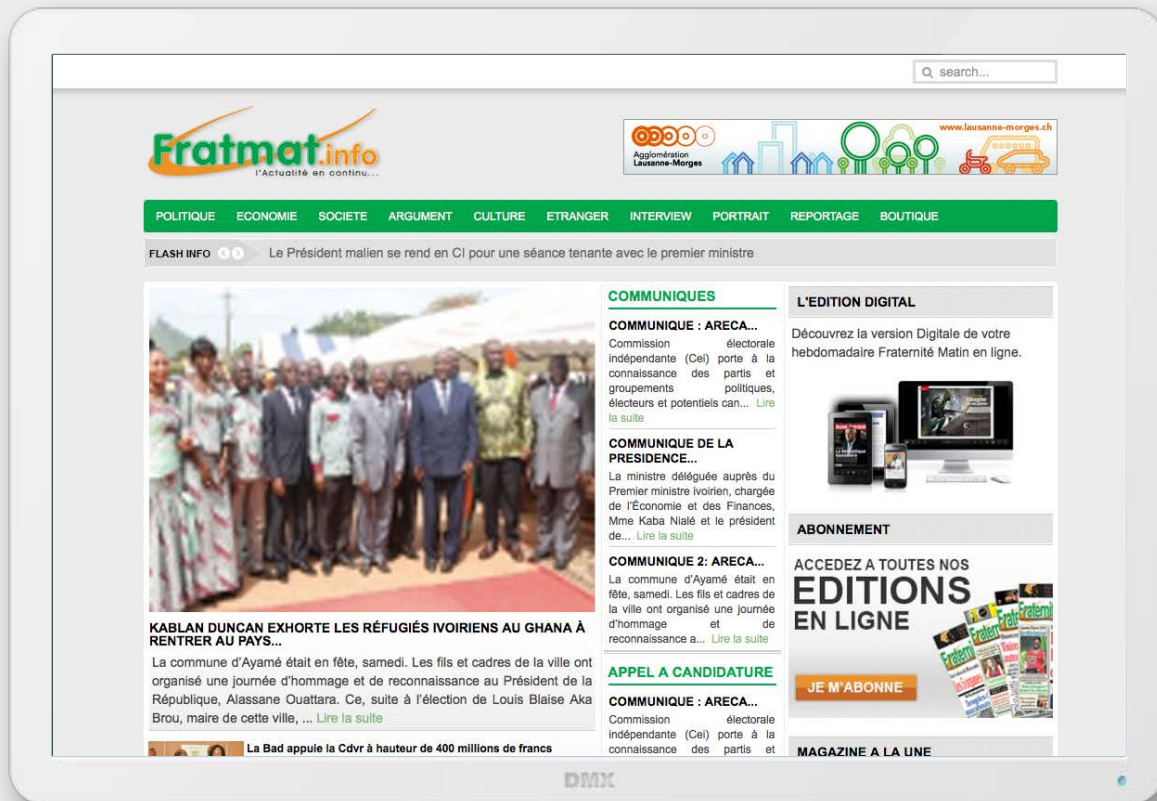 search...
Fratmat.info
l'Actualité en continu...
Agglomération
Lausanne-Morges
www.lausanne-morges.ch
POLITIQUE ECONOMIE SOCIETE ARGUMENT CULTURE ETRANGER INTERVIEW PORTRAIT REPORTAGE BOUTIQUE
FLASH INFO Le Président malien se rend en CI pour une séance tenante avec le premier ministre
KABLAN DUNCAN EXHORTE LES RÉFUGIÉS IVOIRIENS AU GHANA À
RENTRER AU PAYS...
La commune d'Ayamé était en fête, samedi. Les fils et cadres de la ville ont
organisé une journée d'hommage et de reconnaissance au Président de la
République, Alassane Ouattara. Ce, suite à l'élection de Louis Blaise Aka
Brou, maire de cette ville, ... Lire la suite
La Bad appuie la Cdvr à hauteur de 400 millions de francs
COMMUNIQUES
COMMUNIQUE : ARECA...
Commission électorale
indépendante (Cei) porte à la
connaissance des partis et
groupements politiques,
électeurs et potentiels can... Lire
la suite
COMMUNIQUE DE LA
PRESIDENCE...
La ministre déléguée auprès du
Premier ministre ivoirien, chargée
de l'Économie et des Finances,
Mme Kaba Nialé et le président
de... Lire la suite
COMMUNIQUE 2: ARECA...
La commune d'Ayamé était en
fête, samedi. Les fils et cadres de
la ville ont organisé une journée
d'hommage et de
reconnaissance a... Lire la suite
APPEL A CANDIDATURE
COMMUNIQUE : ARECA...
Commission électorale
indépendante (Cei) porte à la
connaissance des partis et
L'EDITION DIGITAL
Découvrez la version Digitale de votre
hebdomadaire Fraternité Matin en ligne.
ABONNEMENT
ACCEDEZ A TOUTES NOS
EDITIONS
EN LIGNE
JE M'ABONNE
MAGAZINE A LA UNE
DMX